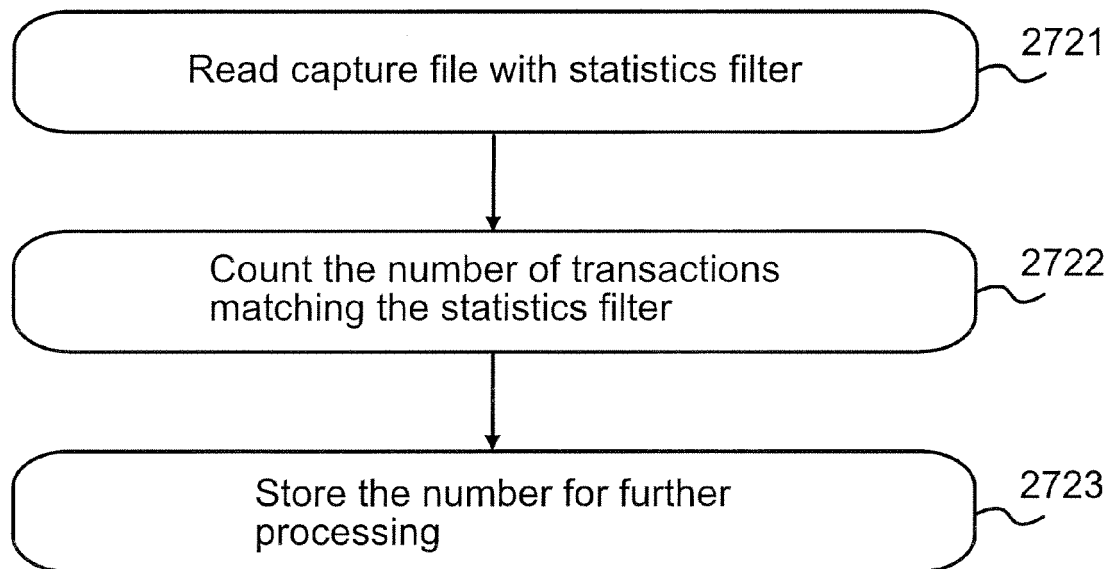 Read capture file with statistics filter
2721
Count the number of transactions
matching the statistics filter
2722
Store the number for further
processing
2723